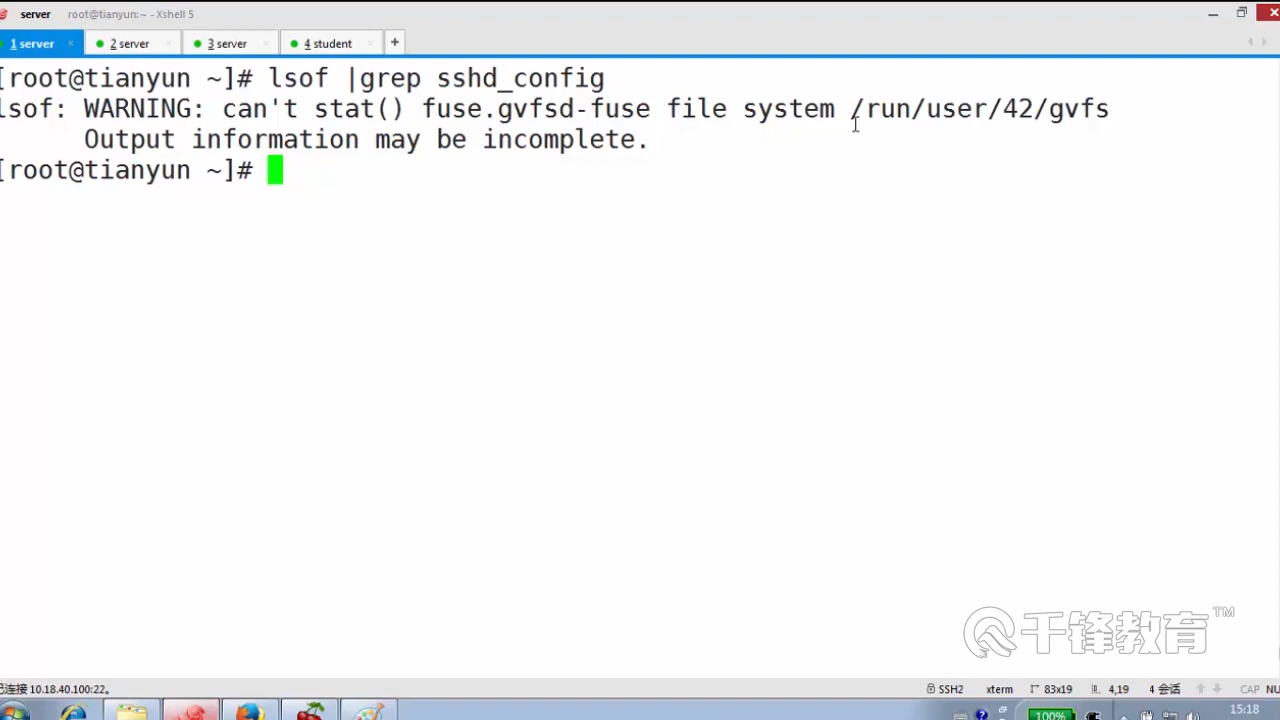 server root@tianyun:~ - Xshell 5
1 server 2 server 3 server 4 student +
[root@tianyun ~]# lsof |grep sshd_config
lsof: WARNING: can't stat() fuse.gvfsd-fuse file system /run/user/42/gvfs
Output information may be incomplete.
[root@tianyun ~]#
千锋教育™
已连接 10.18.40.100:22。 SSH2 xterm 83x19 4,19 4 会话 CAP NU
100% 15:18